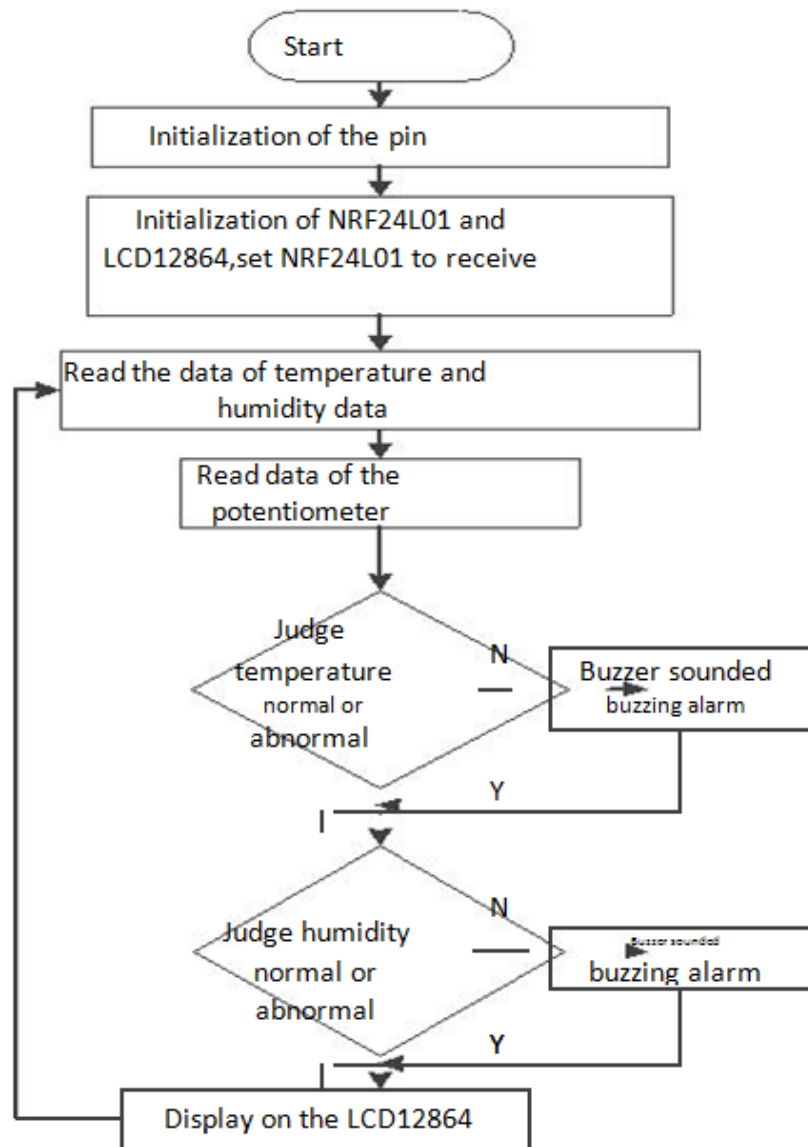 Start
Initialization of the pin
Initialization of NRF24L01 and
LCD12864,set NRF24L01 to receive
Read the data of temperature and
humidity data
Read data of the
potentiometer
Judge
temperature
normal or
abnormal
N
Buzzer sounded
buzzing alarm
Y
Judge humidity
normal or
abnormal
N
Buzzer sounded
buzzing alarm
Y
Display on the LCD12864